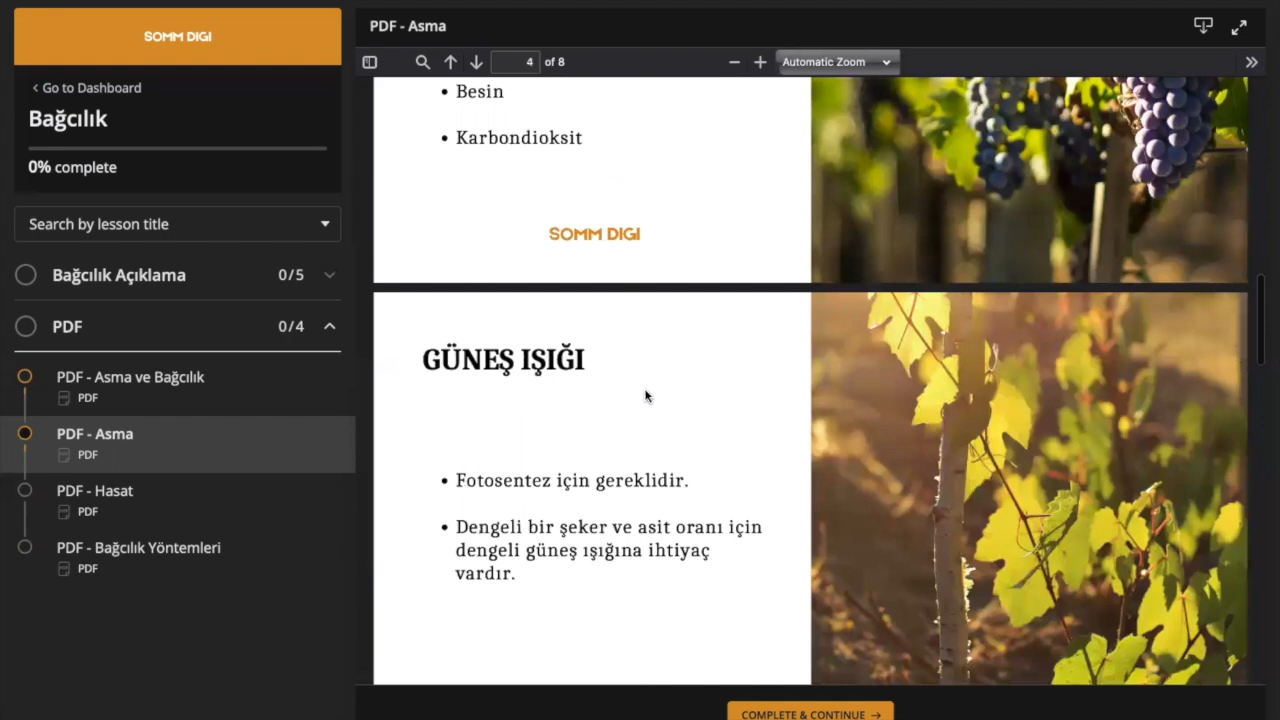 SOMM DIGI
Go to Dashboard
Bağcılık
0% complete
Search by lesson title
Bağcılık Açıklama 0/5
PDF 0/4
PDF - Asma ve Bağcılık
PDF
PDF - Asma
PDF
PDF - Hasat
PDF
PDF - Bağcılık Yöntemleri
PDF
PDF - Asma
4 of 8
Automatic Zoom
• Besin
• Karbondioksit
SOMM DIGI
GÜNEŞ IŞIĞI
• Fotosentez için gereklidir.
• Dengeli bir şeker ve asit oranı için
dengeli güneş ışığına ihtiyaç
vardır.
COMPLETE & CONTINUE →